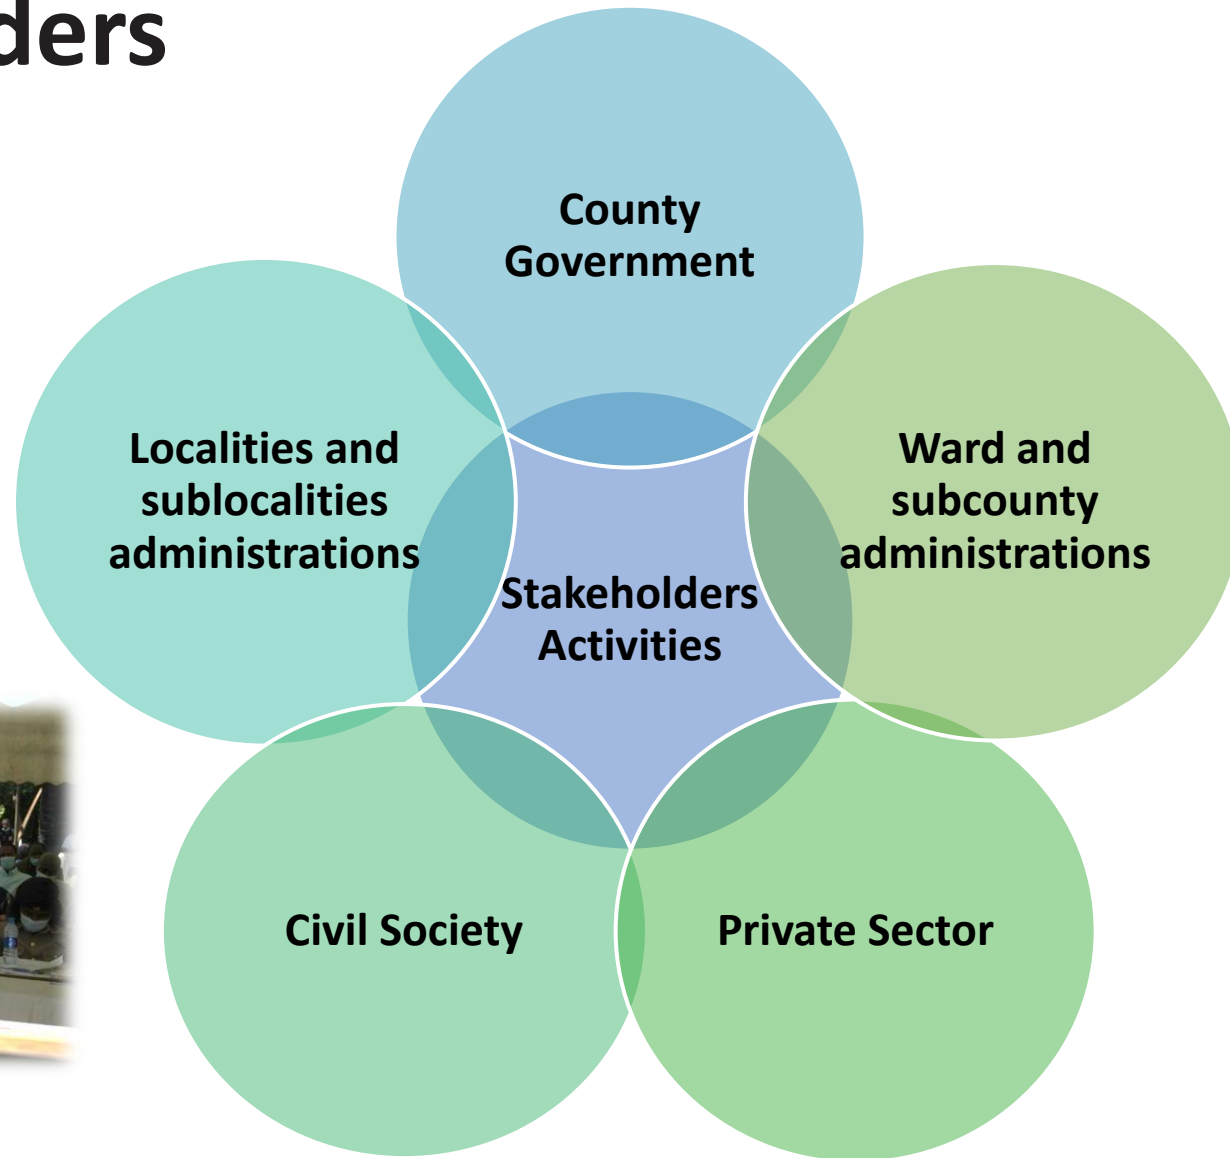 ders
County
Government
Localities and
sublocalities
administrations
Ward and
subcounty
administrations
Stakeholders
Activities
Civil Society
Private Sector